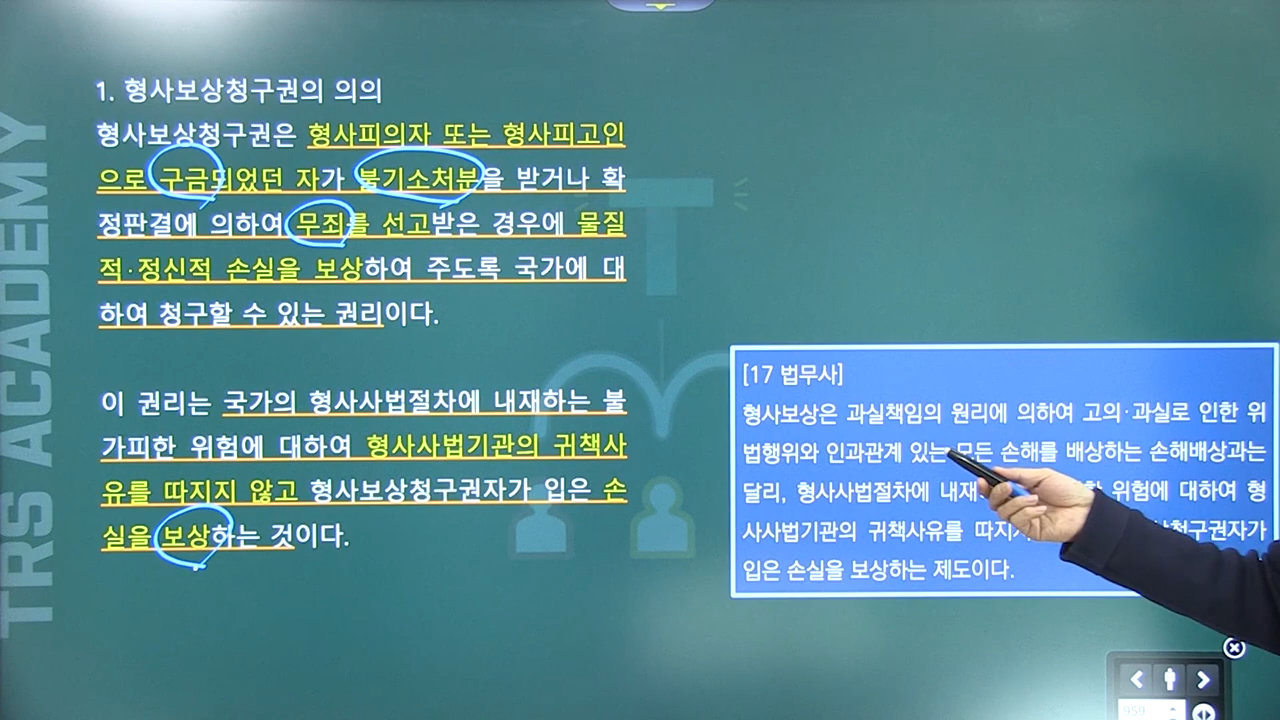 1. 형사보상청구권의 의의
형사보상청구권은 형사피의자 또는 형사피고인
으로 구금되었던 자가 불기소처분을 받거나 확
정판결에 의하여 무죄를 선고받은 경우에 물질
적·정신적 손실을 보상하여 주도록 국가에 대
하여 청구할 수 있는 권리이다.
이 권리는 국가의 형사사법절차에 내재하는 불
가피한 위험에 대하여 형사사법기관의 귀책사
유를 따지지 않고 형사보상청구권자가 입은 손
실을 보상하는 것이다.
[17 법무사]
형사보상은 과실책임의 원리에 의하여 고의·과실로 인한 위
법행위와 인과관계 있는 모든 손해를 배상하는 손해배상과는
달리, 형사사법절차에 내재 위험에 대하여 형
사사법기관의 귀책사유를 따지 청구권자가
입은 손실을 보상하는 제도이다.
TRS ACADEMY
959